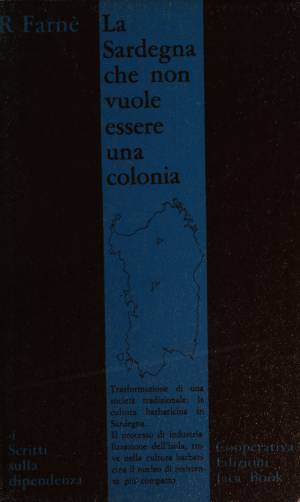 R Farnè
La
Sardegna
che non
vuole
essere
una
colonia
Trasformazione di una
società tradizionale: la
cultura barbaricina in
Sardegna.
Il processo di industria
lizzazione dell'isola, tro
va nella cultura barbari
cina il nucleo di resisten
za più compatto
4
Scritti
sulla
dipendenza
Cooperativa
Edizioni
Jaca Book